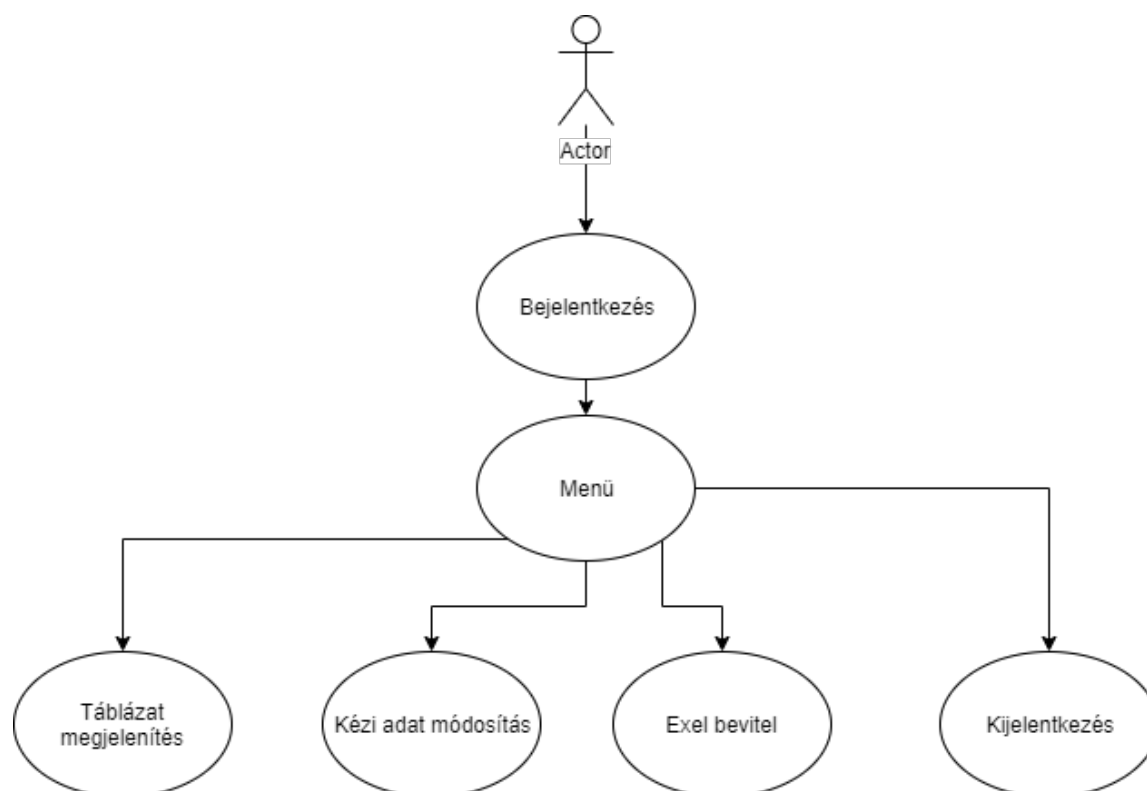 Actor
Bejelentkezés
Menü
Táblázat
megjelenítés
Kézi adat módosítás
Exel bevitel
Kijelentkezés